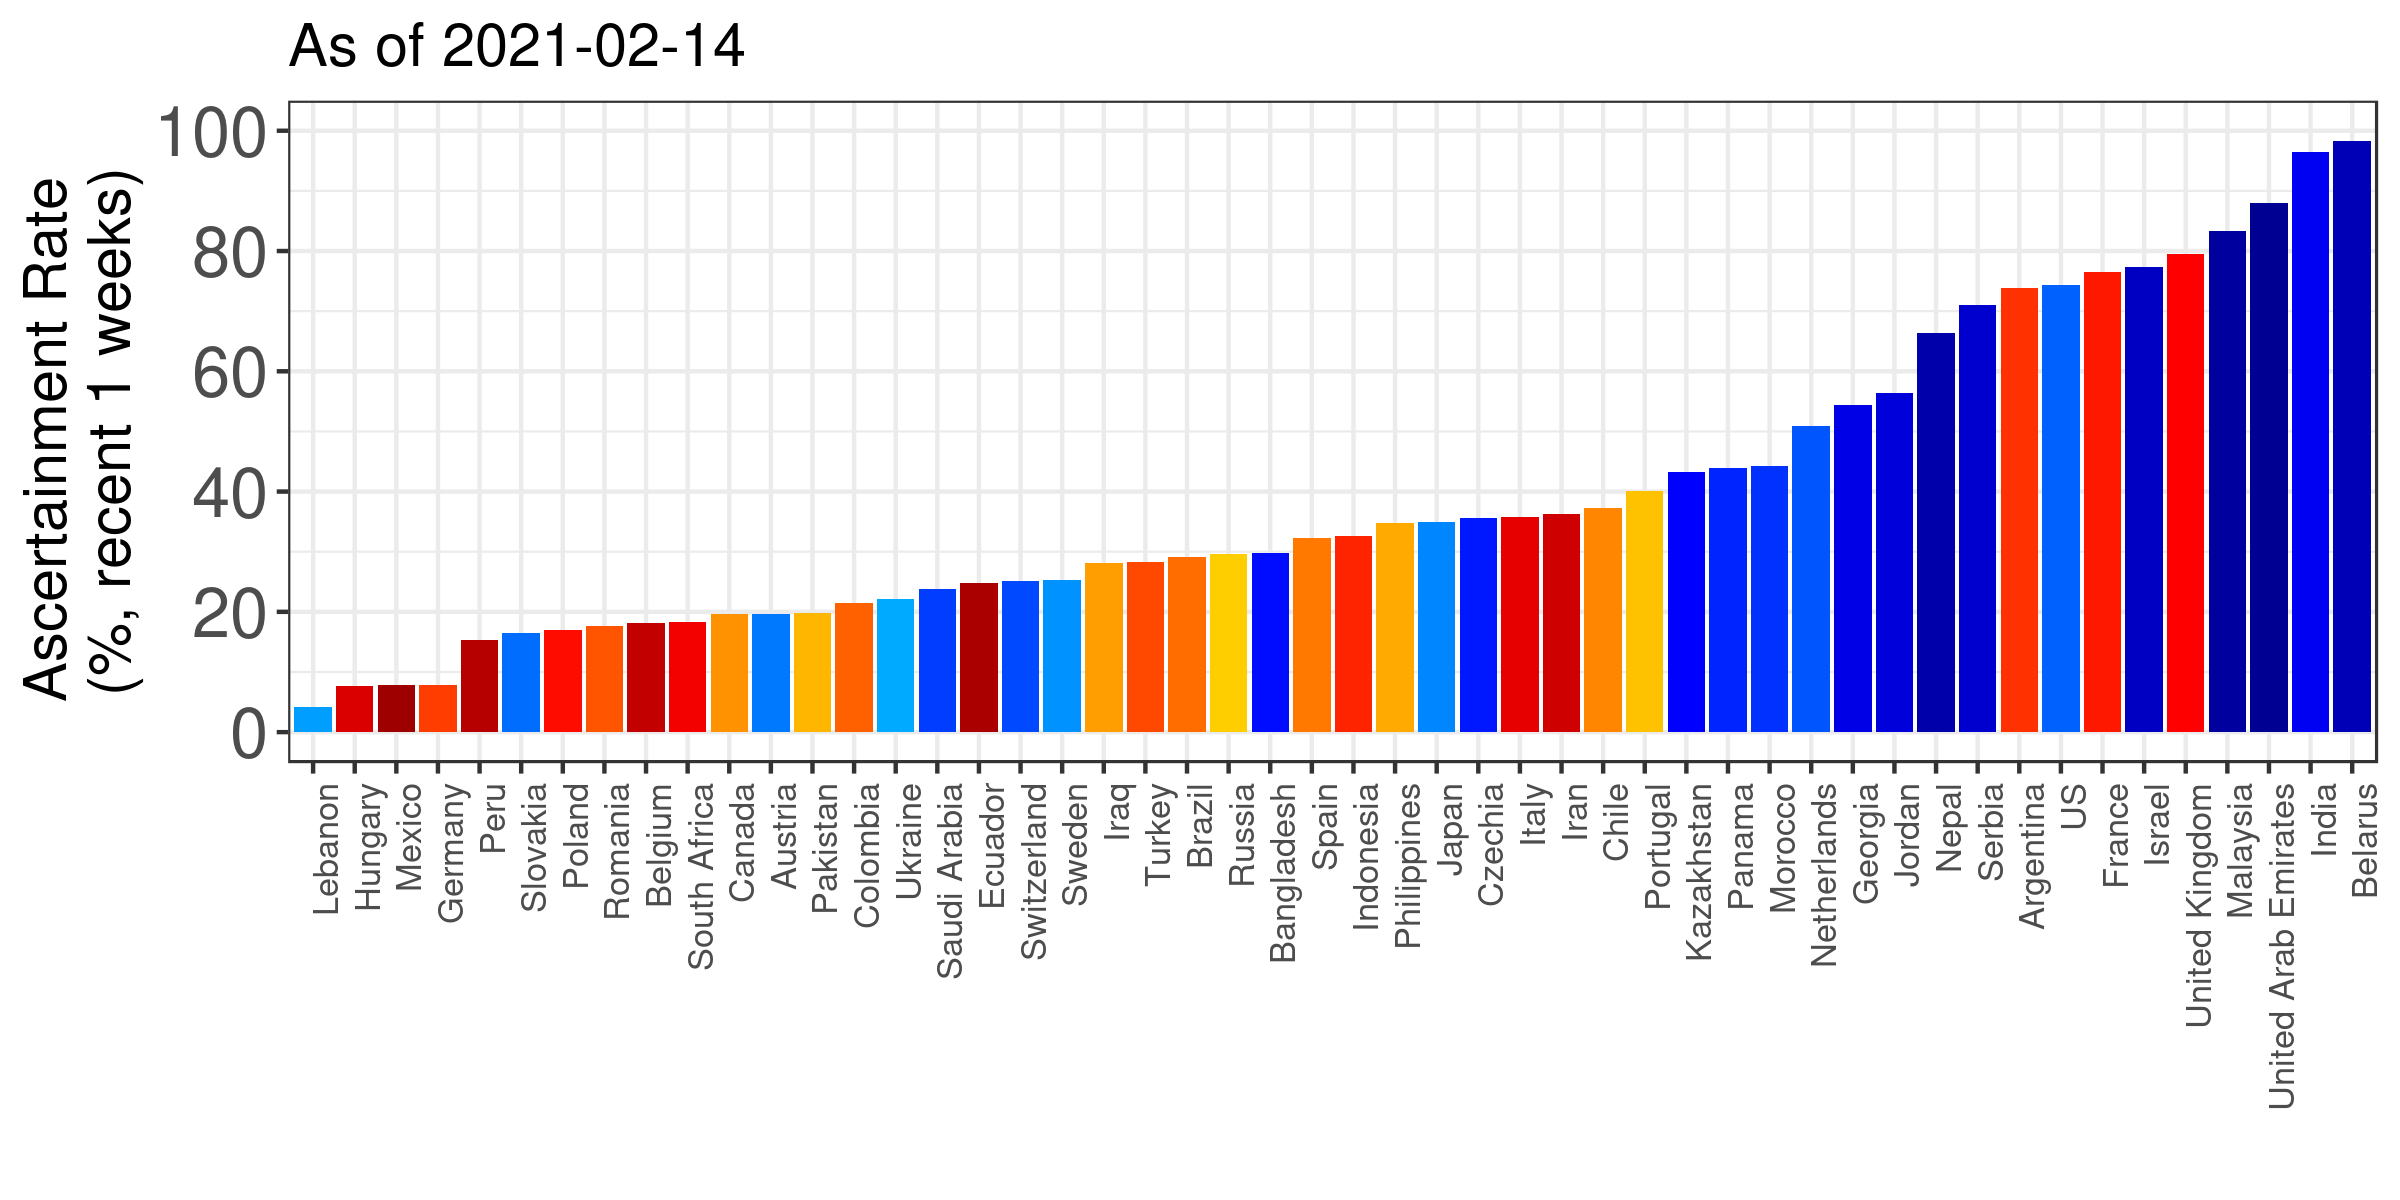 As of 2021-02-14
Ascertainment Rate
(%, recent 1 weeks)
100
80
60
40
20
0
Lebanon
Hungary
Mexico
Germany
Peru
Slovakia
Poland
Romania
Belgium
South Africa
Canada
Austria
Pakistan
Colombia
Ukraine
Saudi Arabia
Ecuador
Switzerland
Sweden
Iraq
Turkey
Brazil
Russia
Bangladesh
Spain
Indonesia
Philippines
Japan
Czechia
Italy
Iran
Chile
Portugal
Kazakhstan
Panama
Morocco
Netherlands
Georgia
Jordan
Nepal
Serbia
Argentina
US
France
Israel
United Kingdom
Malaysia
United Arab Emirates
India
Belarus